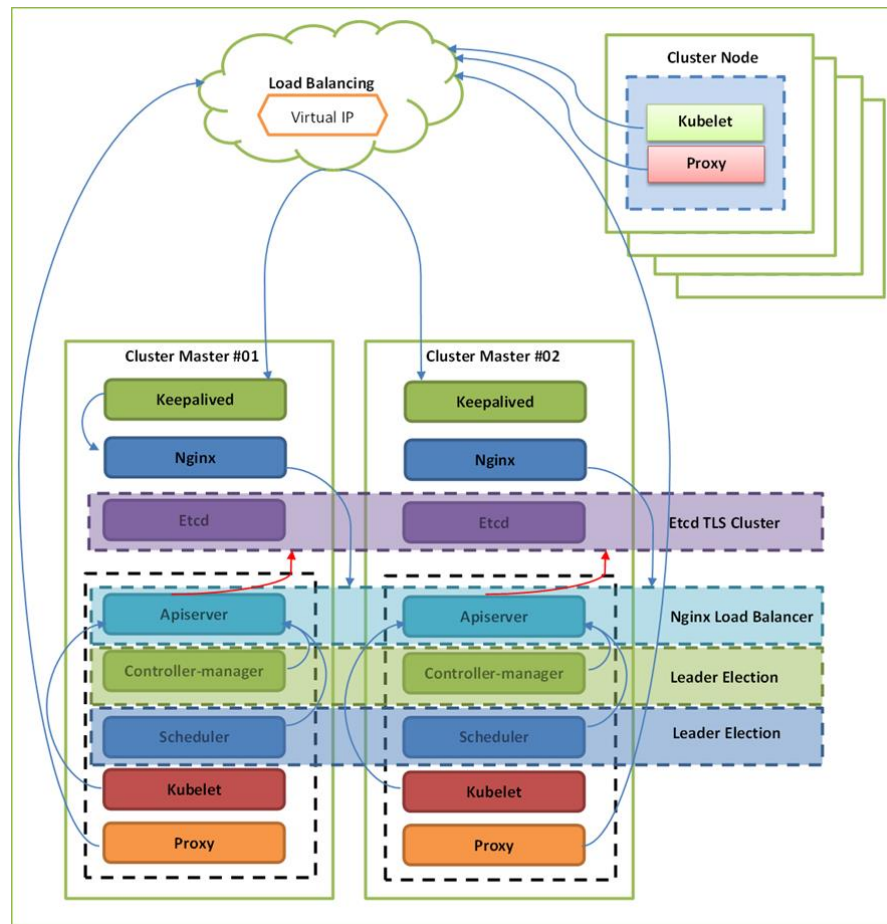 Load Balancing
Virtual IP
Cluster Node
Kubelet
Proxy
Cluster Master #01
Keepalived
Nginx
Etcd
Apiserver
Controller-manager
Scheduler
Kubelet
Proxy
Cluster Master #02
Keepalived
Nginx
Etcd
Apiserver
Controller-manager
Scheduler
Kubelet
Proxy
Etcd TLS Cluster
Nginx Load Balancer
Leader Election
Leader Election